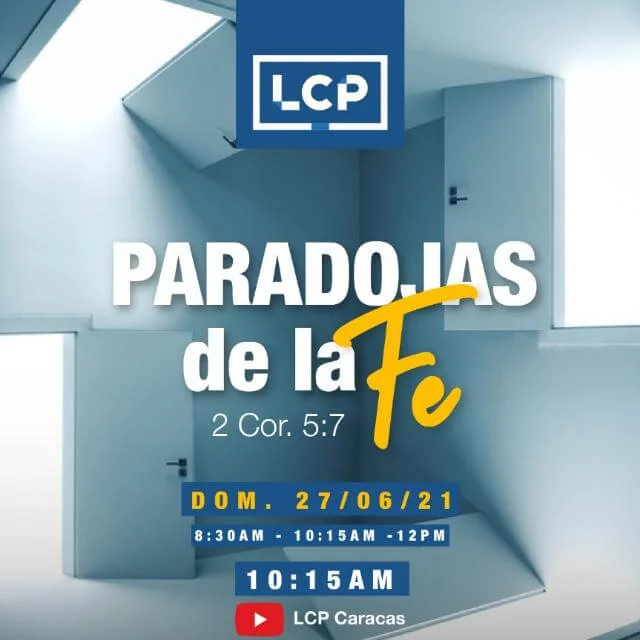 LCP
PARADOJAS
de la Fe
2 Cor. 5:7
DOM. 27/06/21
8:30AM - 10:15AM -12PM
10:15AM
LCP Caracas